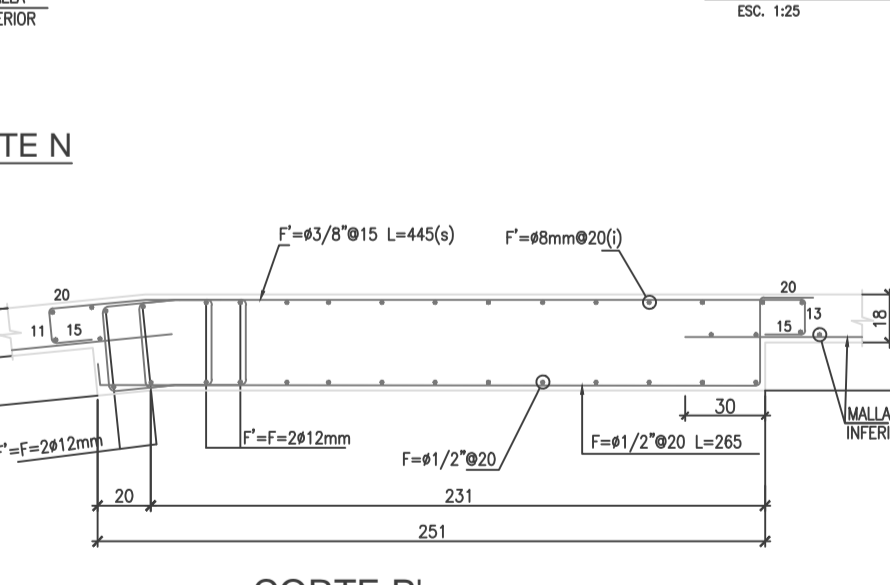 ERIOR
ESC. 1:25
TE N
F'=ø3/8"@15 L=445(s)
F'=ø8mm@20(i)
20
20
11
15
13
15
18
30
MALLA
INFERI
'=F=2ø12mm
F'=F=2ø12mm
F=ø1/2"@20
F=ø1/2"@20 L=265
20
231
251